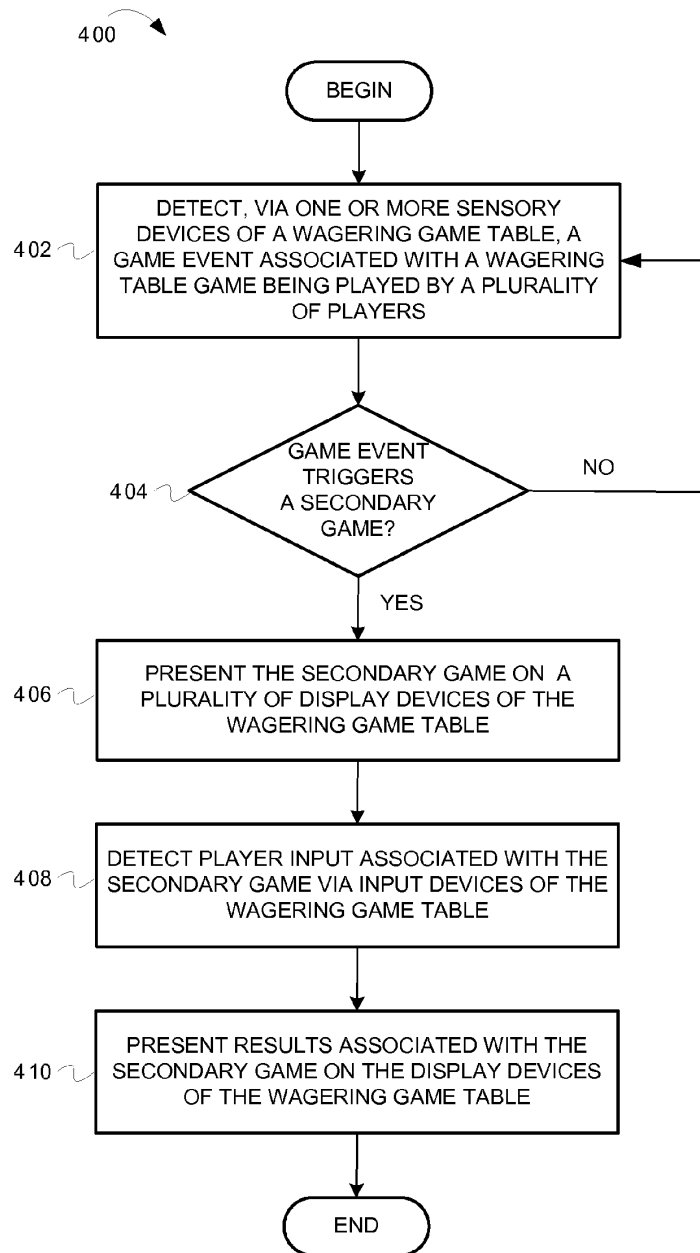 400
BEGIN
402
DETECT, VIA ONE OR MORE SENSORY
DEVICES OF A WAGERING GAME TABLE, A
GAME EVENT ASSOCIATED WITH A WAGERING
TABLE GAME BEING PLAYED BY A PLURALITY
OF PLAYERS
404
GAME EVENT
TRIGGERS
A SECONDARY
GAME?
NO
YES
406
PRESENT THE SECONDARY GAME ON A
PLURALITY OF DISPLAY DEVICES OF THE
WAGERING GAME TABLE
408
DETECT PLAYER INPUT ASSOCIATED WITH THE
SECONDARY GAME VIA INPUT DEVICES OF THE
WAGERING GAME TABLE
410
PRESENT RESULTS ASSOCIATED WITH THE
SECONDARY GAME ON THE DISPLAY DEVICES
OF THE WAGERING GAME TABLE
END